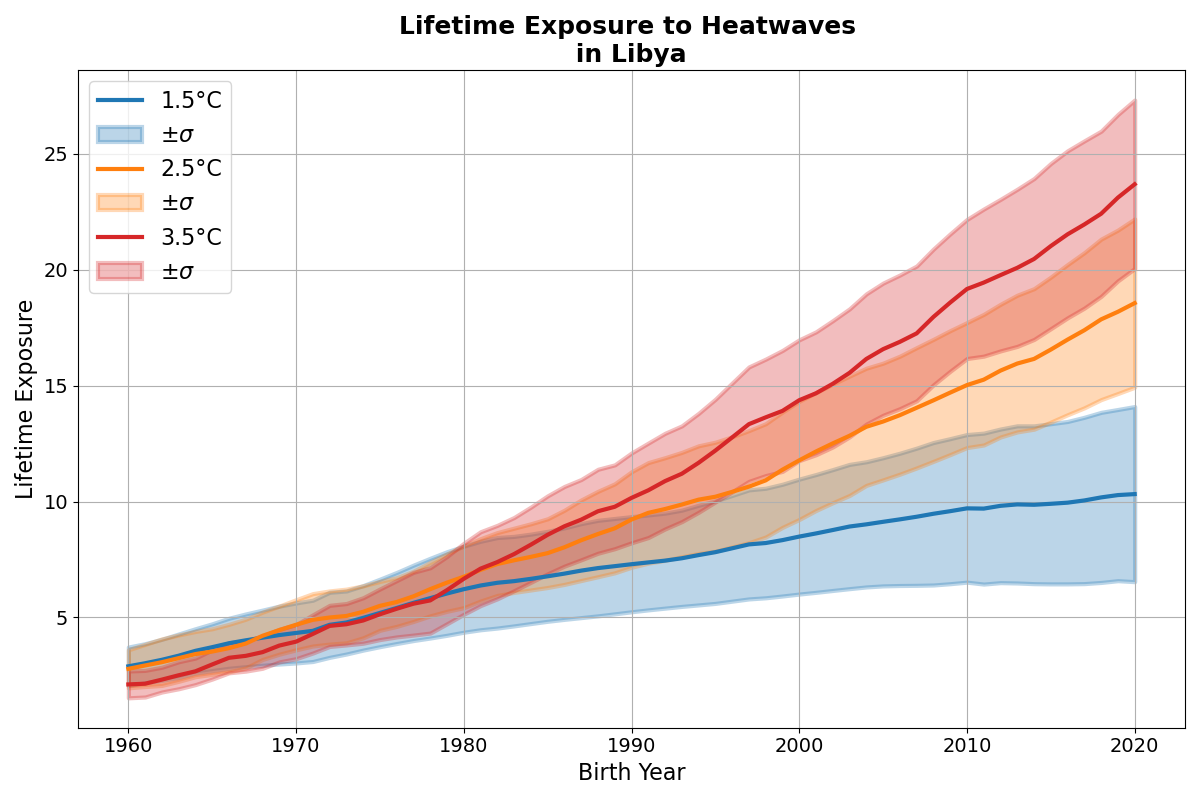 Lifetime Exposure to Heatwaves
in Libya
1.5°C
±σ
2.5°C
±σ
3.5°C
±σ
Lifetime Exposure
25
20
15
10
5
1960
1970
1980
1990
2000
2010
2020
Birth Year